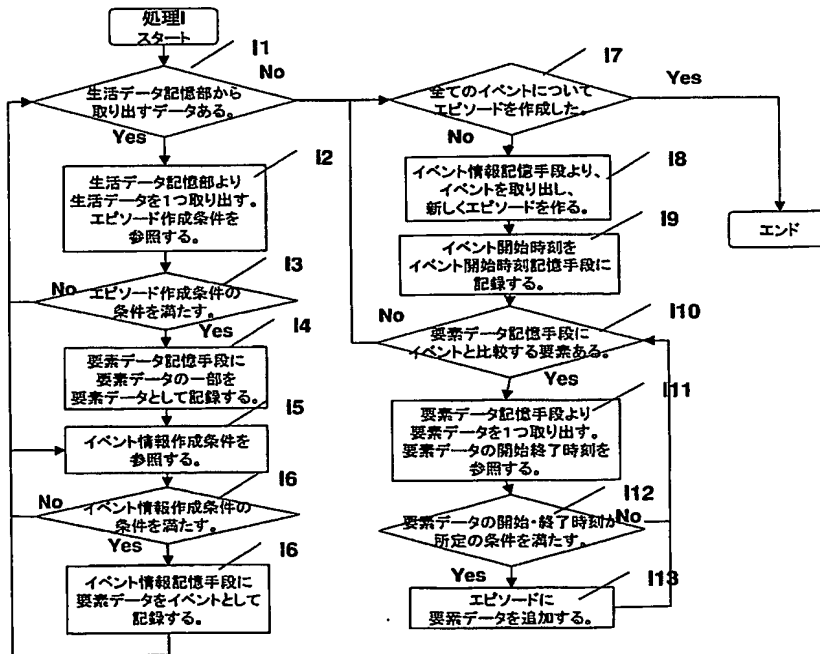 処理I
スタート
I1
生活データ記憶部から
取り出すデータある。
No
Yes
I2
生活データ記憶部より
生活データを1つ取り出す。
エピソード作成条件を
参照する。
I3
No
エピソード作成条件の
条件を満たす。
Yes
I4
要素データ記憶手段に
要素データの一部を
要素データとして記録する。
I5
イベント情報作成条件を
参照する。
I6
No
イベント情報作成条件の
条件を満たす。
Yes
I6
イベント情報記憶手段に
要素データをイベントとして
記録する。
I7
全てのイベントについて
エピソードを作成した。
Yes
No
I8
イベント情報記憶手段より、
イベントを取り出し、
新しくエピソードを作る。
I9
イベント開始時刻を
イベント開始時刻記憶手段に
記録する。
I10
No
要素データ記憶手段に
イベントと比較する要素ある。
Yes
I11
要素データ記憶手段より
要素データを1つ取り出す。
要素データの開始終了時刻を
参照する。
I12
要素データの開始・終了時刻が
所定の条件を満たす。
No
Yes
I13
エピソードに
要素データを追加する。
エンド